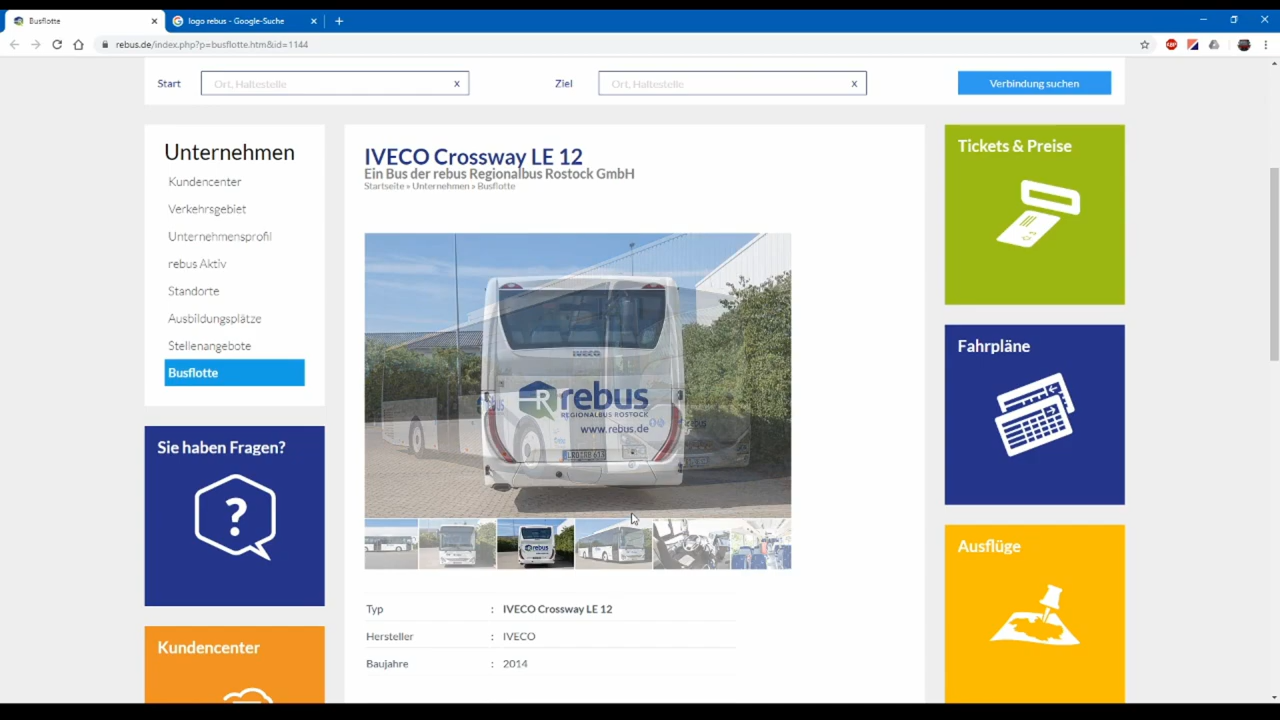 Busflotte
logo rebus - Google-Suche
rebus.de/index.php?p=busflotte.htm&id=1144
ABP
Start
Ort, Haltestelle
x
Ziel
Ort, Haltestelle
x
Verbindung suchen
Unternehmen
Kundencenter
Verkehrsgebiet
Unternehmensprofil
rebus Aktiv
Standorte
Ausbildungsplätze
Stellenangebote
Busflotte
Sie haben Fragen?
?
Kundencenter
IVECO Crossway LE 12
Ein Bus der rebus Regionalbus Rostock GmbH
Startseite » Unternehmen » Busflotte
IVECO
R rebus
REGIONALBUS ROSTOCK
www.rebus.de
rebus
Typ : IVECO Crossway LE 12
Hersteller : IVECO
Baujahre : 2014
Tickets & Preise
Fahrpläne
Ausflüge